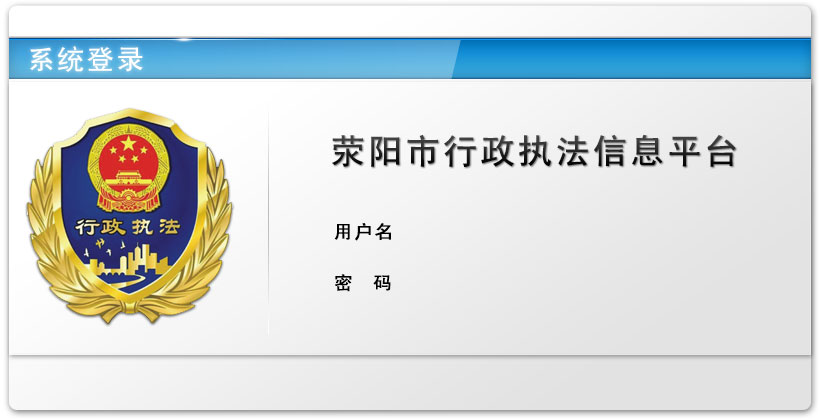 系统登录
荥阳市行政执法信息平台
行政执法
用户名
密 码